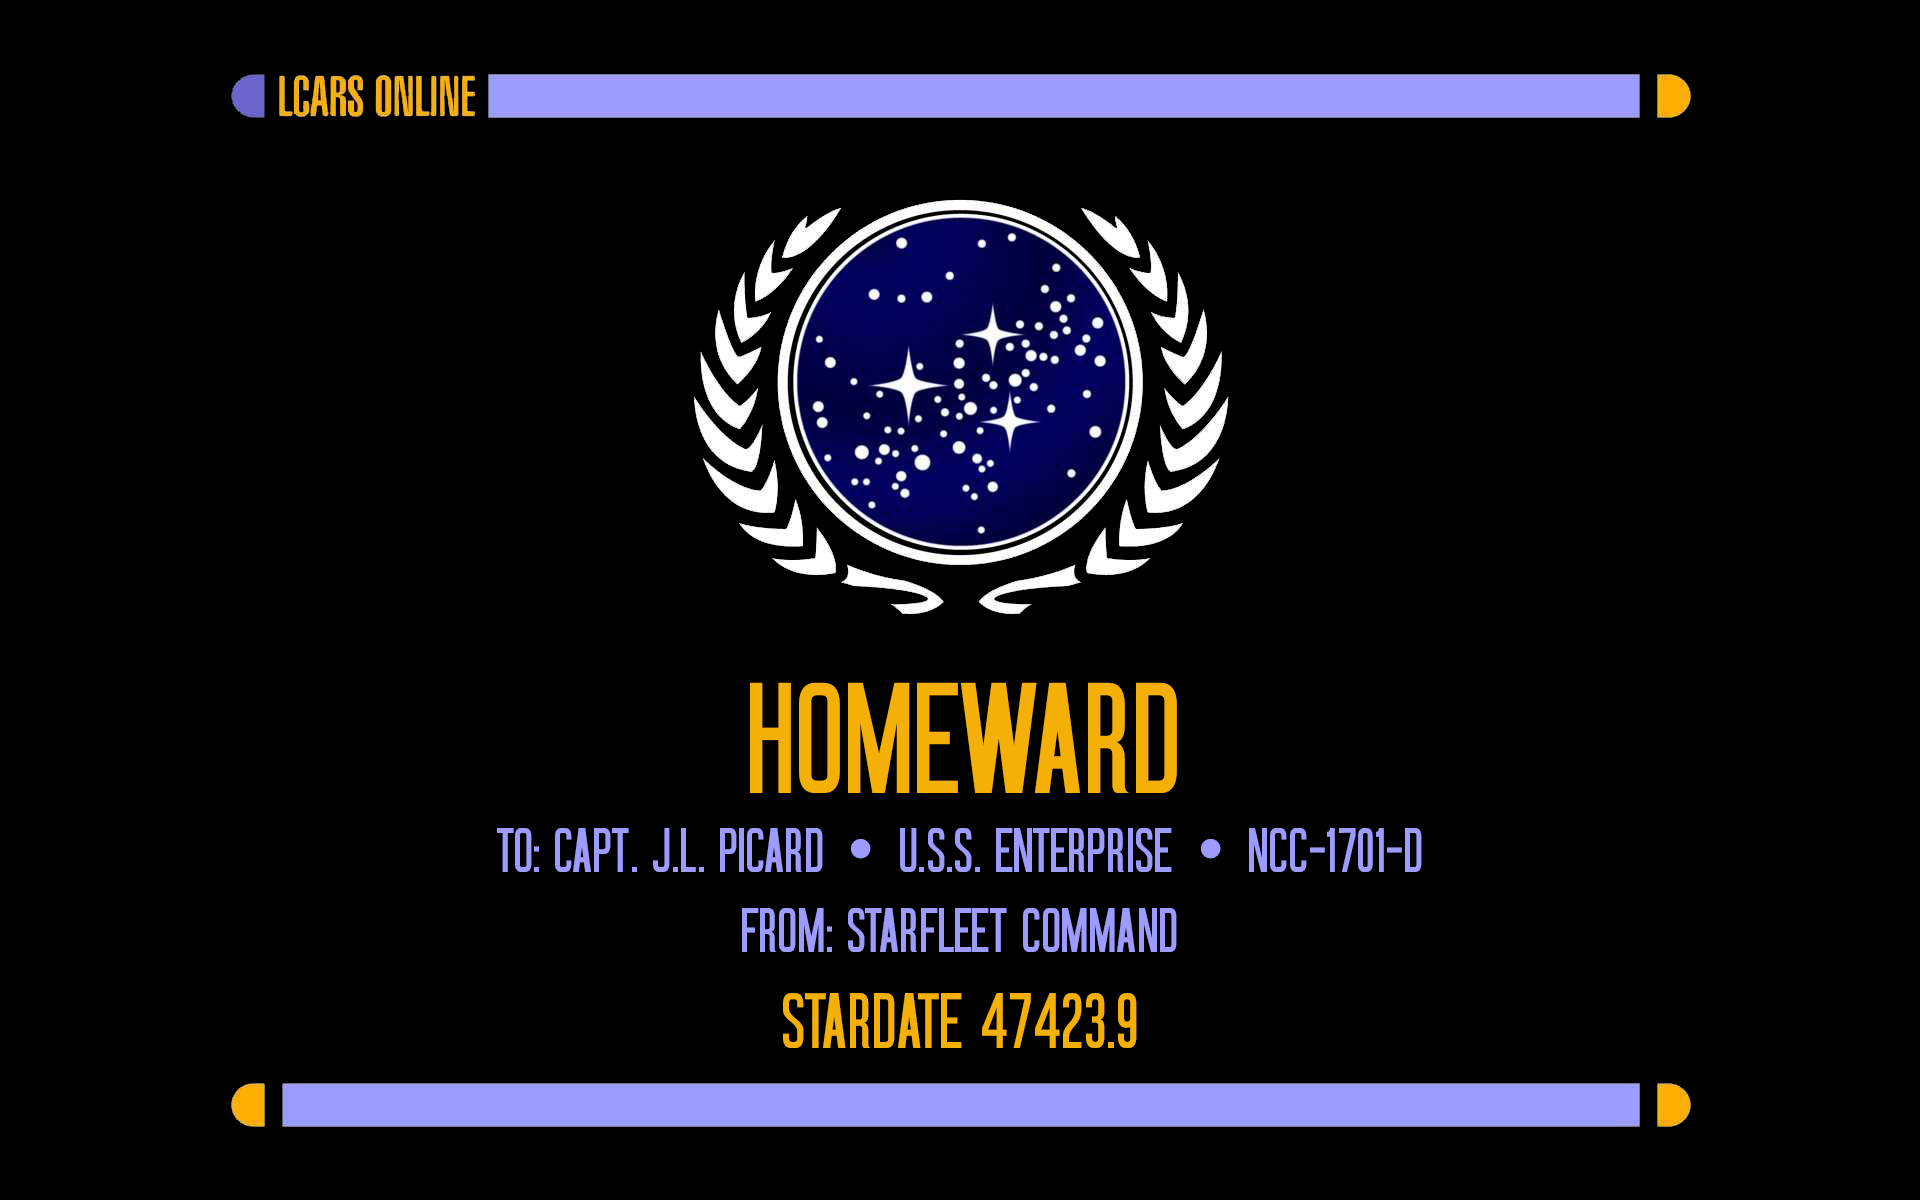 LCARS ONLINE
HOMEWARD
TO: CAPT. J.L. PICARD • U.S.S. ENTERPRISE • NCC-1701-D
FROM: STARFLEET COMMAND
STARDATE 47423.9